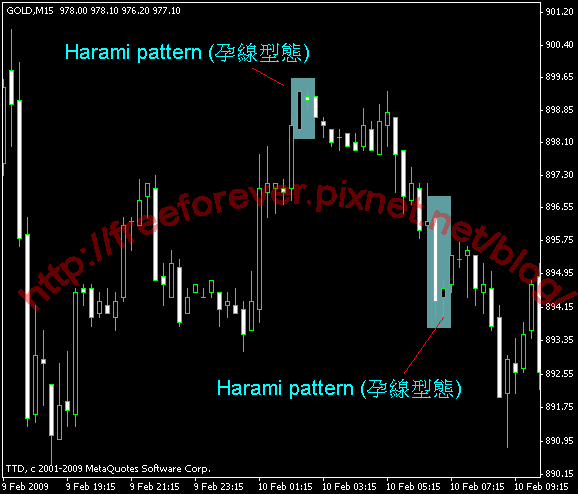 GOLD,M15 978.00 978.10 976.20 977.10
901.20
Harami pattern (孕線型態)
900.40
899.65
898.85
898.10
897.30
896.55
895.75
894.95
894.15
893.35
892.55
891.70
890.90
890.15
http://freeforever.pixnet.net/blog/
Harami pattern (孕線型態)
TTD, c 2001-2009 MetaQuotes Software Corp.
9 Feb 2009 9 Feb 19:15 9 Feb 21:15 9 Feb 23:15 10 Feb 01:15 10 Feb 03:15 10 Feb 05:15 10 Feb 07:15 10 Feb 09:15